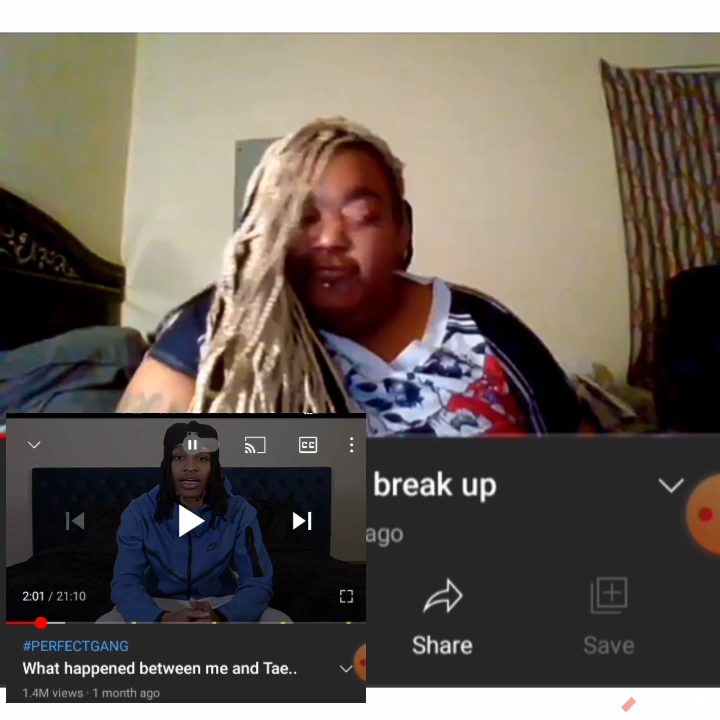 break up
ago
Share
Save
CC
2:01 / 21:10
#PERFECTGANG
What happened between me and Tae..
1.4M views · 1 month ago